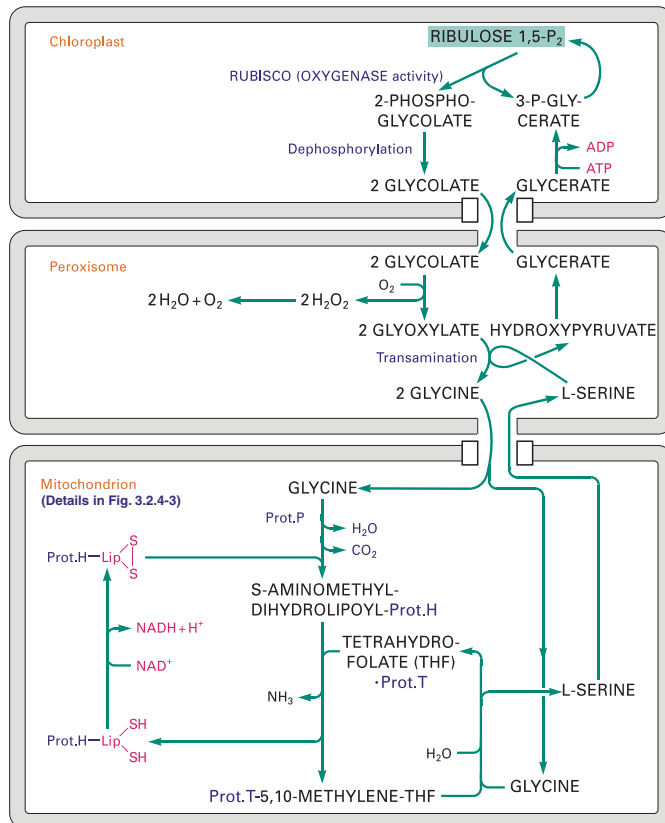 Chloroplast
RIBULOSE 1,5-P₂
RUBISCO (OXYGENASE activity)
2-PHOSPHO-
GLYCOLATE
3-P-GLY-
CERATE
Dephosphorylation
ADP
ATP
2 GLYCOLATE
GLYCERATE
Peroxisome
2 GLYCOLATE
GLYCERATE
O₂
2 H₂O + O₂
2 H₂O₂
2 GLYOXYLATE
HYDROXYPYRUVATE
Transamination
2 GLYCINE
L-SERINE
Mitochondrion
(Details in Fig. 3.2.4-3)
GLYCINE
Prot.P
H₂O
CO₂
Prot.H-Lip
S
S
S-AMINOMETHYL-
DIHYDROLIPOYL-Prot.H
NADH + H⁺
NAD⁺
TETRAHYDRO-
FOLATE (THF)
·Prot.T
NH₃
L-SERINE
Prot.H-Lip
SH
SH
H₂O
GLYCINE
Prot.T-5,10-METHYLENE-THF